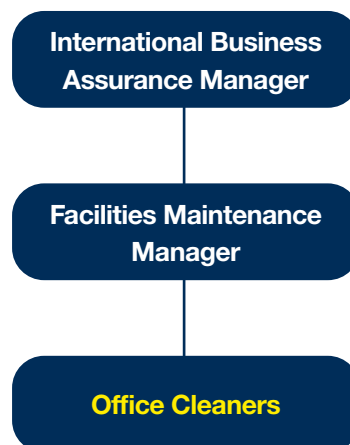 International Business
Assurance Manager
Facilities Maintenance
Manager
Office Cleaners